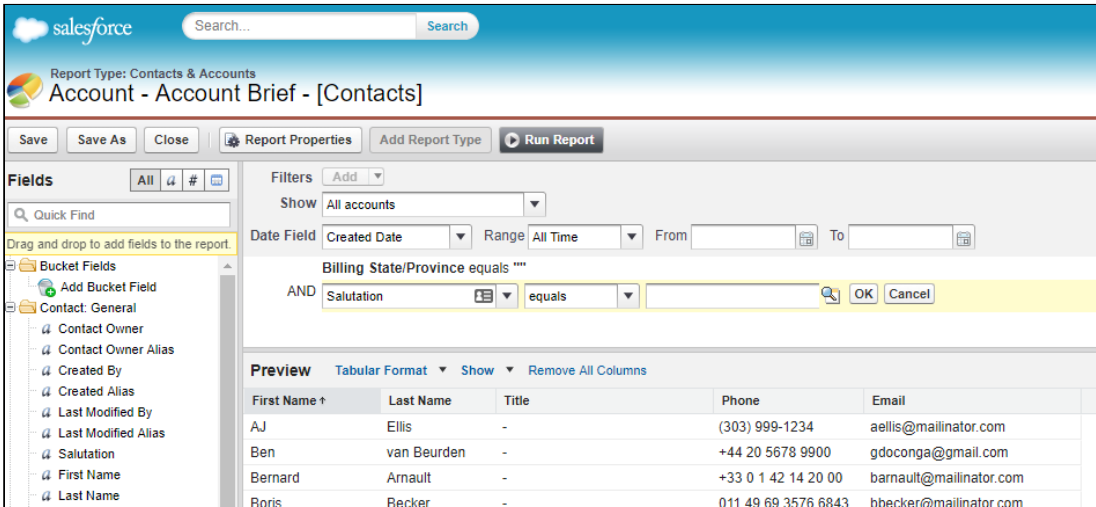 salesforce Search... Search
Report Type: Contacts & Accounts
Account - Account Brief - [Contacts]
Save Save As Close Report Properties Add Report Type Run Report
Fields All a #
Quick Find
Drag and drop to add fields to the report.
Bucket Fields
Add Bucket Field
Contact: General
a Contact Owner
a Contact Owner Alias
a Created By
a Created Alias
a Last Modified By
a Last Modified Alias
a Salutation
a First Name
a Last Name
Filters Add
Show All accounts
Date Field Created Date Range All Time From To
Billing State/Province equals ""
AND Salutation equals OK Cancel
Preview Tabular Format Show Remove All Columns
First Name↑ Last Name Title Phone Email
AJ Ellis - (303) 999-1234 aellis@mailinator.com
Ben van Beurden - +44 20 5678 9900 gdoconga@gmail.com
Bernard Arnault - +33 0 1 42 14 20 00 barnault@mailinator.com
Boris Becker - 011 49 69 3576 6843 bbecker@mailinator.com